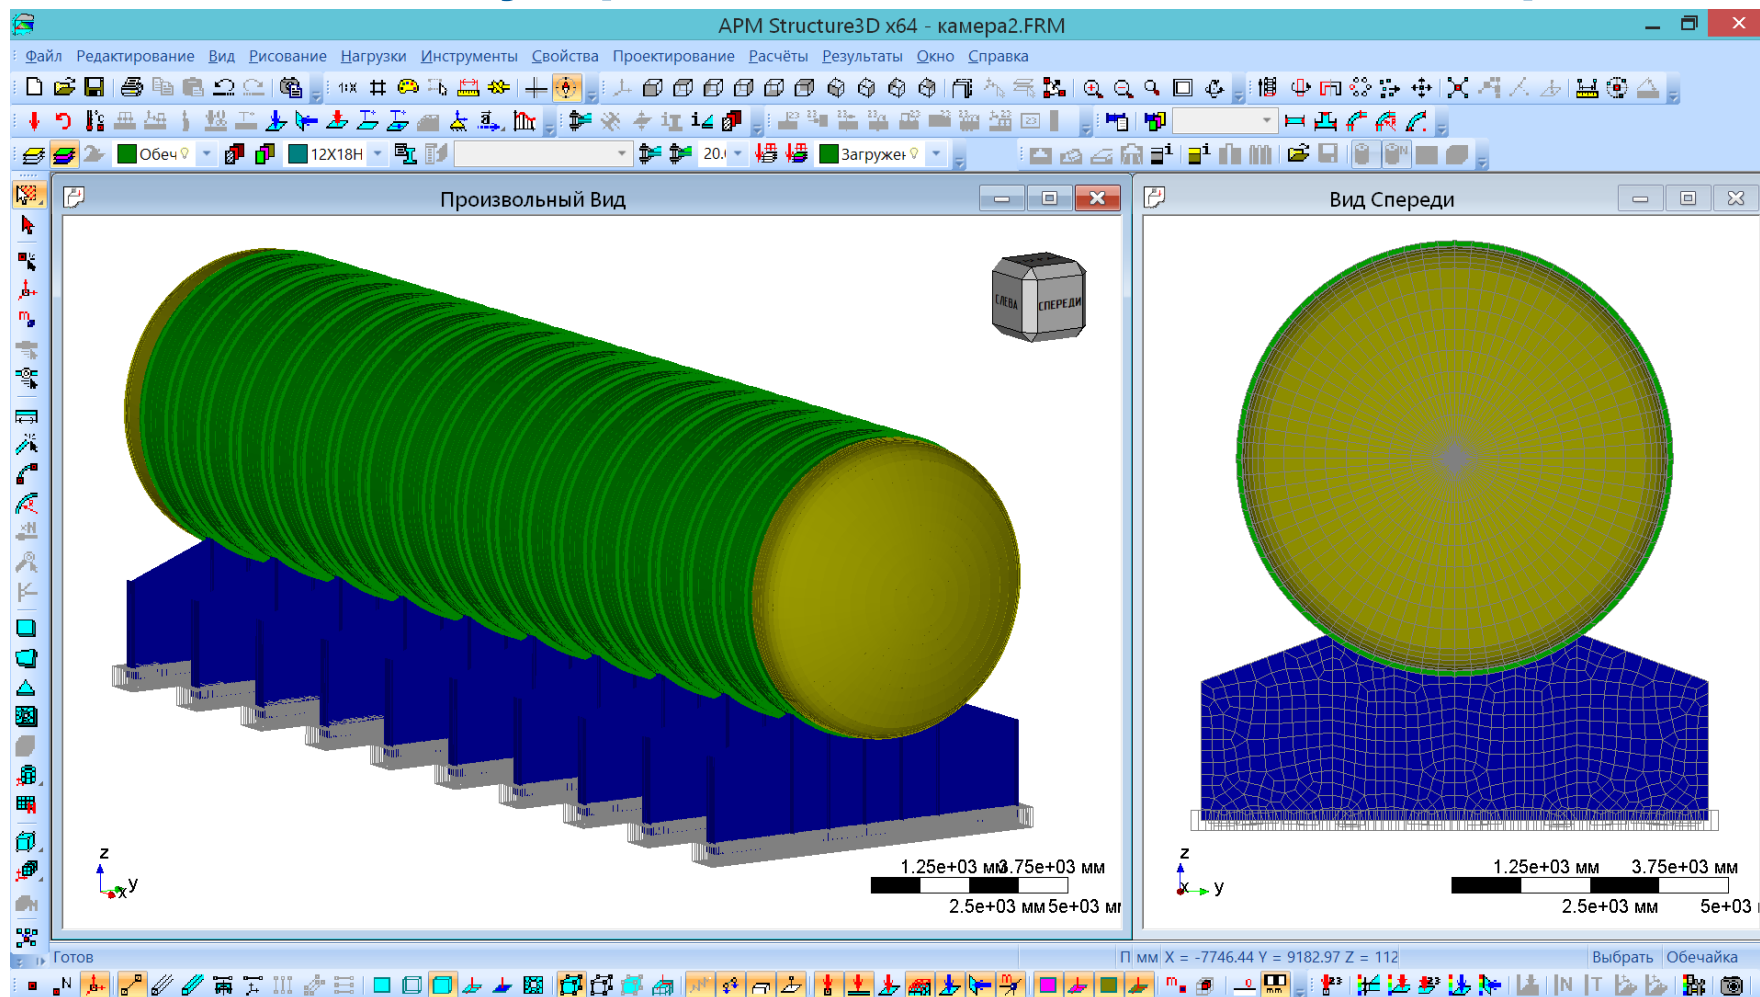 APM Structure3D x64 - камера2.FRM
Файл Редактирование Вид Рисование Нагрузки Инструменты Свойства Проектирование Расчёты Результаты Окно Справка
Обеч 12X18H 20. Загружен
Произвольный Вид
Вид Спереди
СЛЕВА СПЕРЕДИ
z
y
x
1.25e+03 мм 3.75e+03 мм
2.5e+03 мм 5e+03
z
x y
1.25e+03 мм 3.75e+03 мм
2.5e+03 мм 5e+03
Готов
П мм X = -7746.44 Y = 9182.97 Z = 112
Выбрать Обечайка